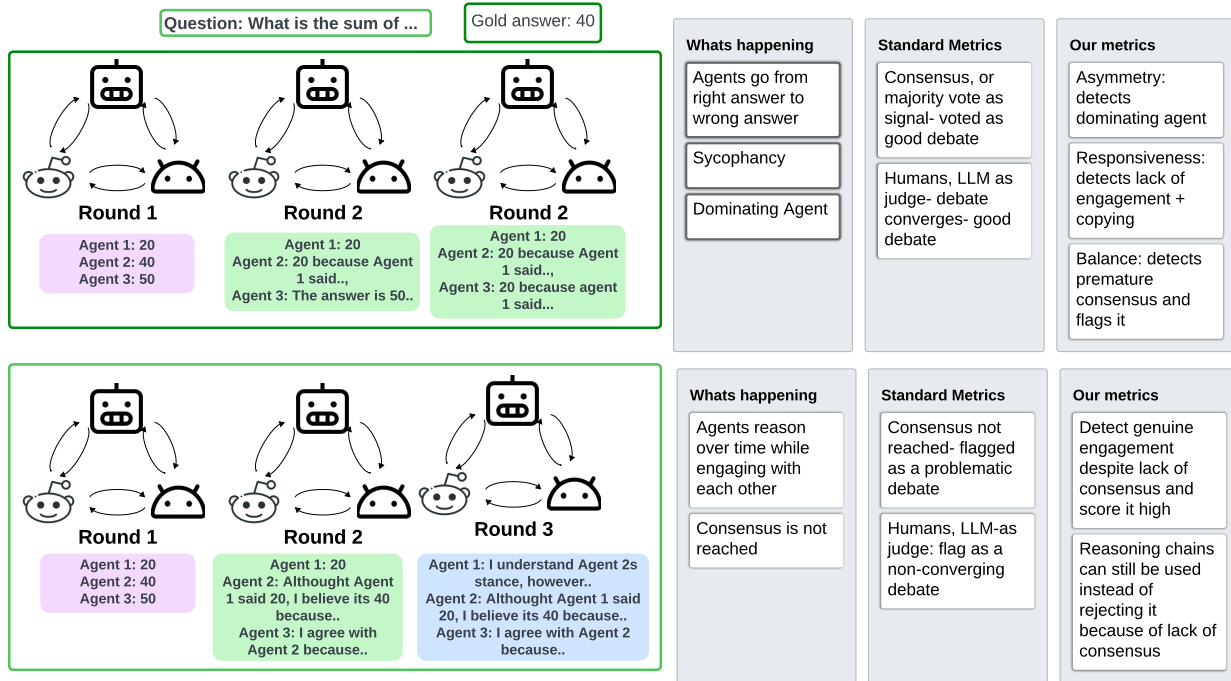 Question: What is the sum of ...
Gold answer: 40
Round 1
Agent 1: 20
Agent 2: 40
Agent 3: 50
Round 2
Agent 1: 20
Agent 2: 20 because Agent
1 said..,
Agent 3: The answer is 50..
Round 2
Agent 1: 20
Agent 2: 20 because Agent
1 said..,
Agent 3: 20 because agent
1 said...
Whats happening
Agents go from
right answer to
wrong answer
Sycophancy
Dominating Agent
Standard Metrics
Consensus, or
majority vote as
signal- voted as
good debate
Humans, LLM as
judge- debate
converges- good
debate
Our metrics
Asymmetry:
detects
dominating agent
Responsiveness:
detects lack of
engagement +
copying
Balance: detects
premature
consensus and
flags it
Round 1
Agent 1: 20
Agent 2: 40
Agent 3: 50
Round 2
Agent 1: 20
Agent 2: Althought Agent
1 said 20, I believe its 40
because..
Agent 3: I agree with
Agent 2 because..
Round 3
Agent 1: I understand Agent 2s
stance, however..
Agent 2: Althought Agent 1 said
20, I believe its 40 because..
Agent 3: I agree with Agent 2
because..
Whats happening
Agents reason
over time while
engaging with
each other
Consensus is not
reached
Standard Metrics
Consensus not
reached- flagged
as a problematic
debate
Humans, LLM-as
judge: flag as a
non-converging
debate
Our metrics
Detect genuine
engagement
despite lack of
consensus and
score it high
Reasoning chains
can still be used
instead of
rejecting it
because of lack of
consensus